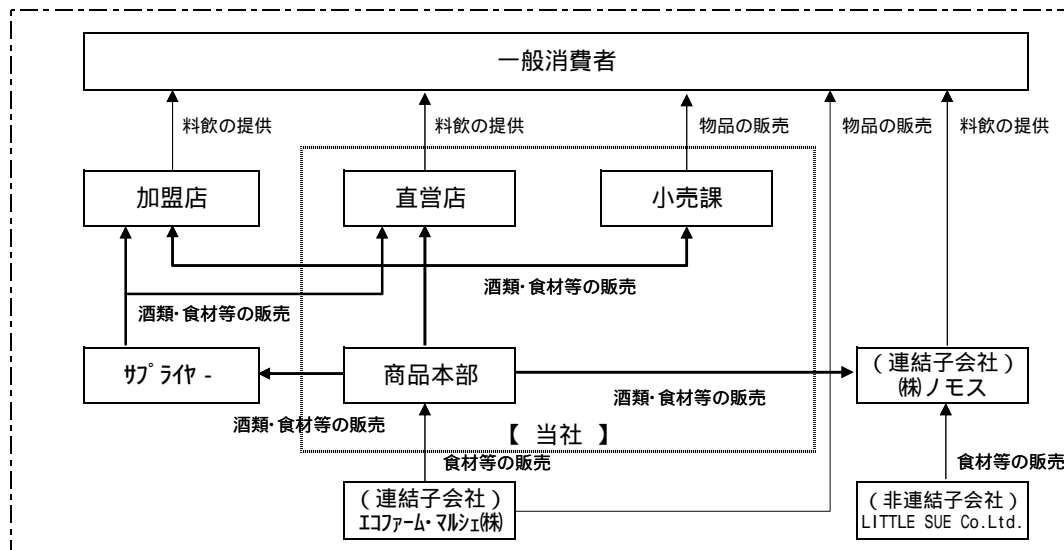 一般消費者
料飲の提供
料飲の提供
物品の販売
物品の販売
料飲の提供
加盟店
直営店
小売課
酒類・食材等の販売
酒類・食材等の販売
サプライヤ-
商品本部
(連結子会社)
㈱ノモス
酒類・食材等の販売
酒類・食材等の販売
【 当社 】
食材等の販売
食材等の販売
(連結子会社)
エコファーム・マルシェ㈱
(非連結子会社)
LITTLE SUE Co.Ltd.